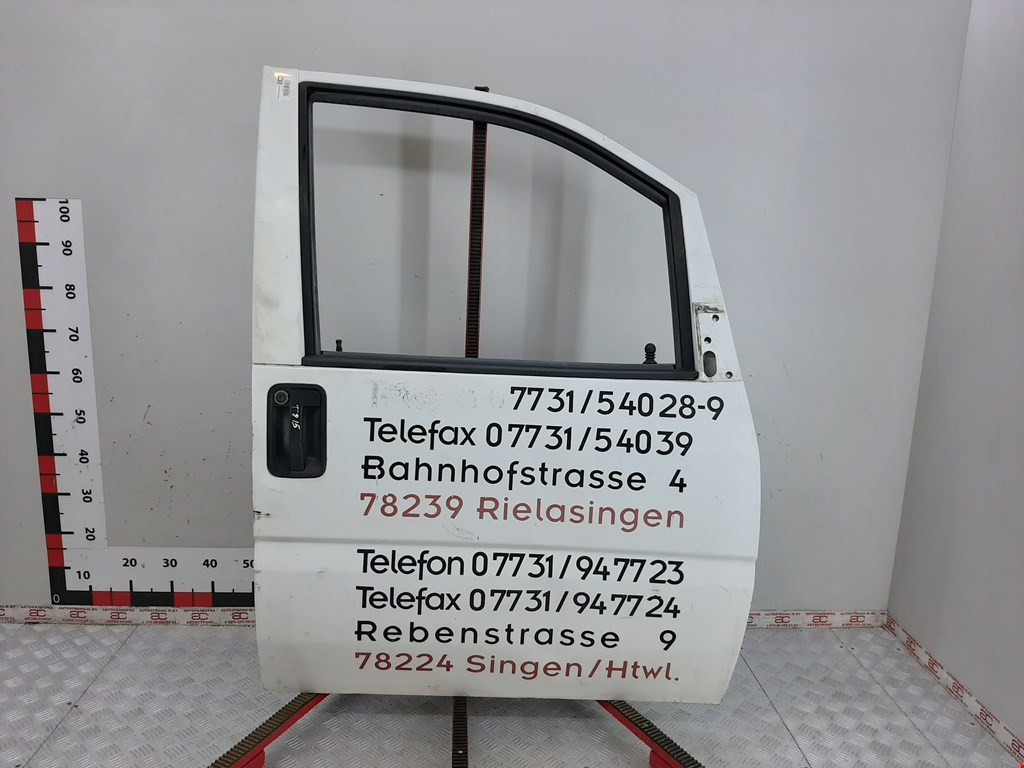 7731/54028-9
Telefax 07731/54039
Bahnhofstrasse 4
78239 Rielasingen
Telefon 07731/947723
Telefax 07731/947724
Rebenstrasse 9
78224 Singen/Htwl.
100
90
80
70
60
50
40
30
20
10
0
10
20
30
40